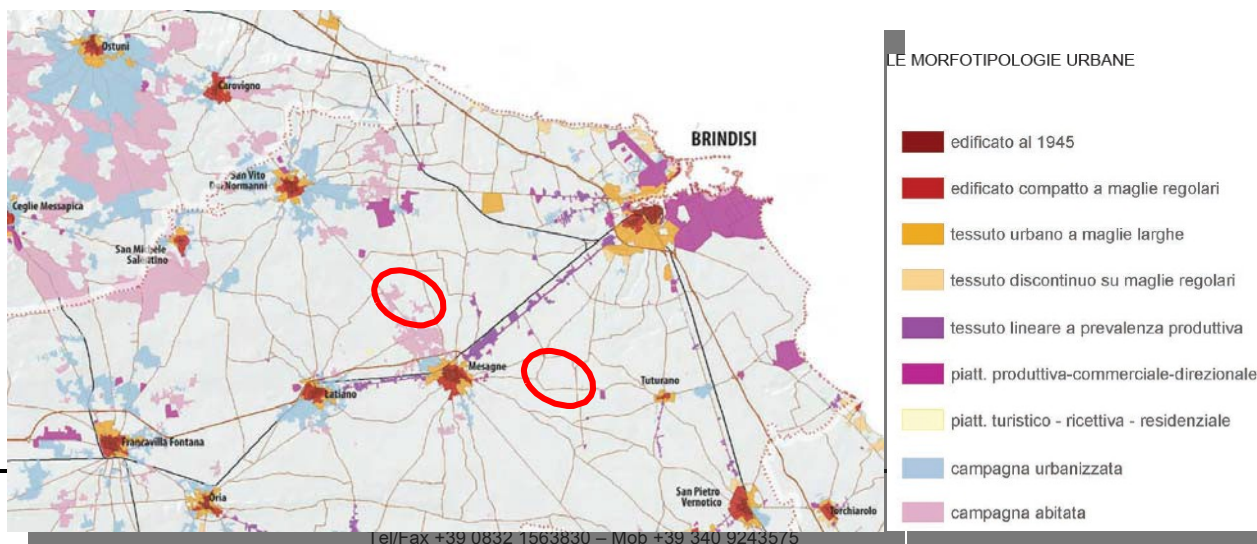 Ostuni
Carovigno
BRINDISI
San Vito
Dei Normanni
Ceglie Messapica
San Michele
Salentino
Mesagne
Latiano
Tuturano
Francavilla Fontana
Oria
San Pietro
Vernotico
Torchiarolo
LE MORFOTIPOLOGIE URBANE
edificato al 1945
edificato compatto a maglie regolari
tessuto urbano a maglie larghe
tessuto discontinuo su maglie regolari
tessuto lineare a prevalenza produttiva
piatt. produttiva-commerciale-direzionale
piatt. turistico - ricettiva - residenziale
campagna urbanizzata
campagna abitata
Tel/Fax +39 0832 1563830 – Mob +39 340 9243575